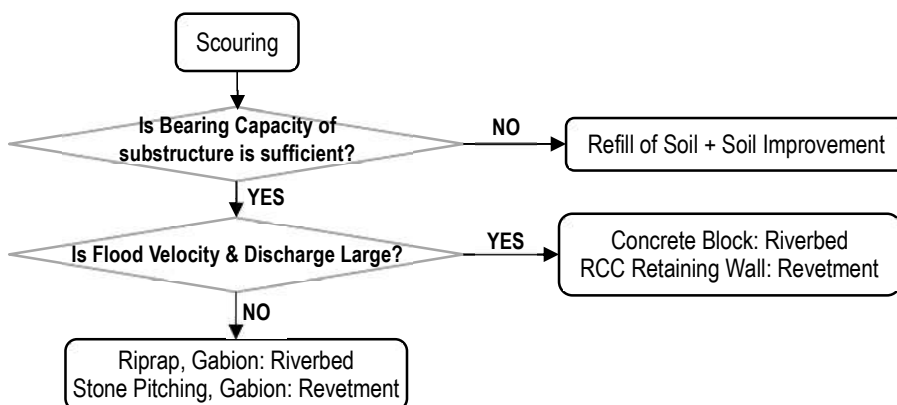 Scouring
Is Bearing Capacity of
substructure is sufficient?
NO
Refill of Soil + Soil Improvement
YES
Is Flood Velocity & Discharge Large?
YES
Concrete Block: Riverbed
RCC Retaining Wall: Revetment
NO
Riprap, Gabion: Riverbed
Stone Pitching, Gabion: Revetment